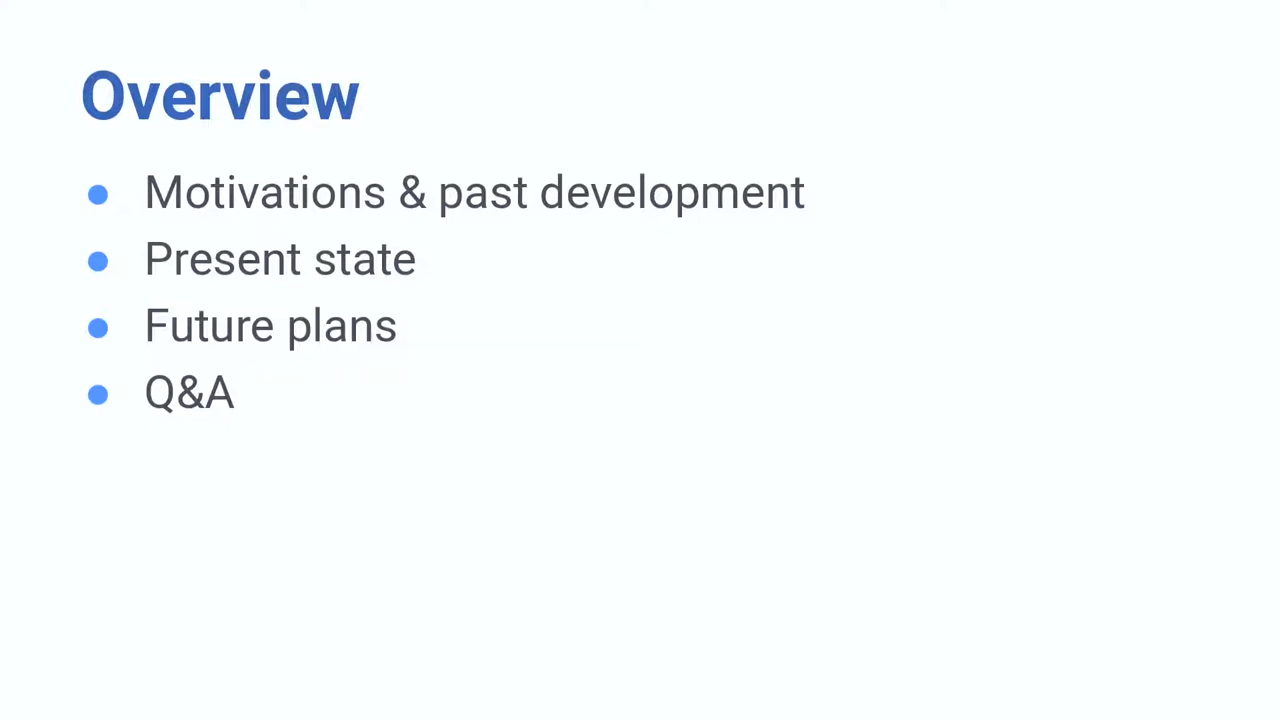 Overview
● Motivations & past development
● Present state
● Future plans
● Q&A